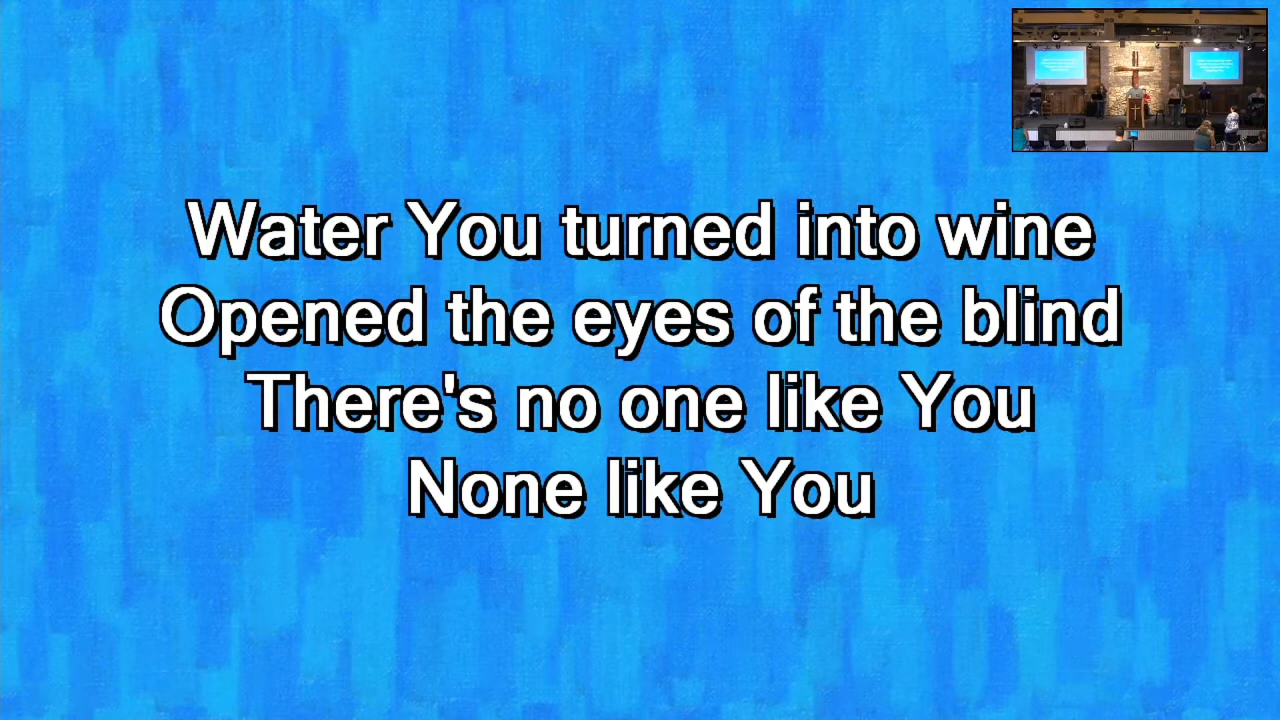 Water You turned into wine
Opened the eyes of the blind
There's no one like You
None like You